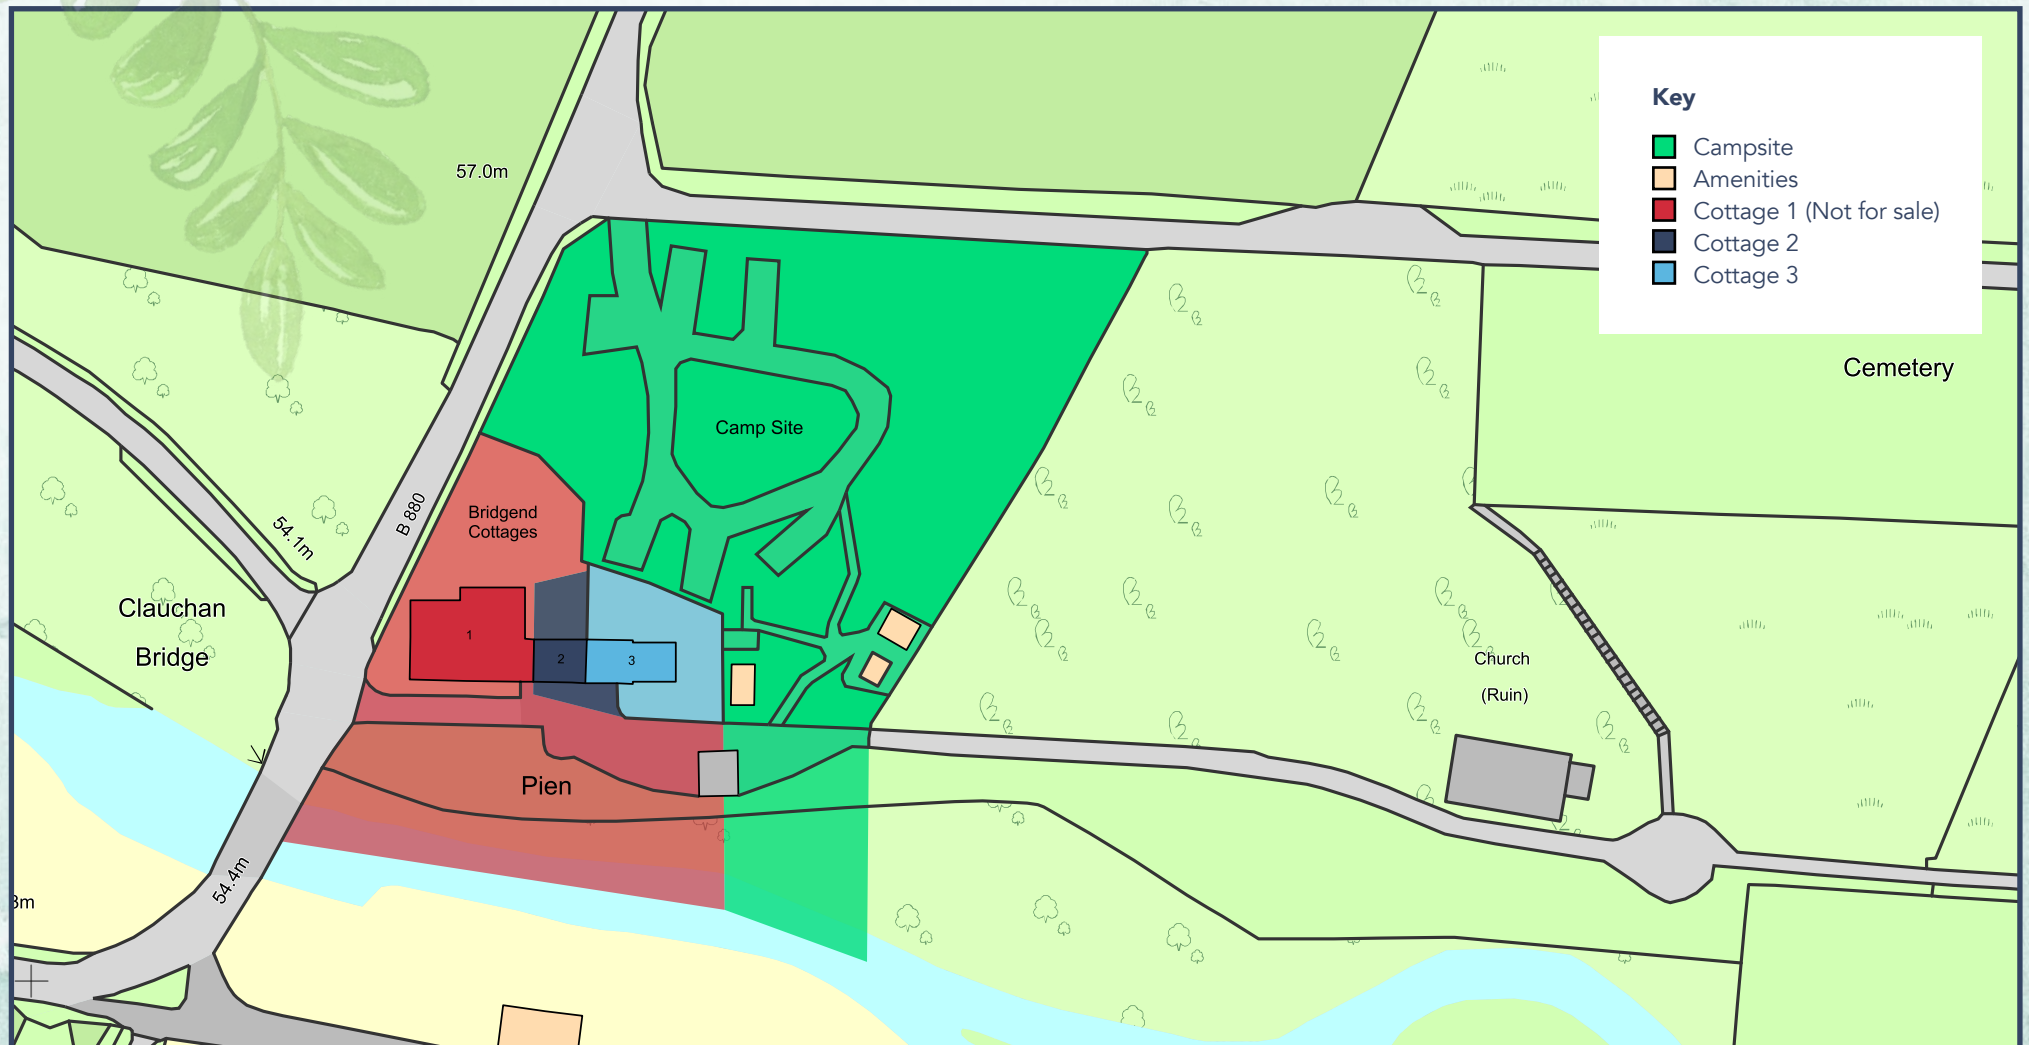 57.0m
B 880
54.1m
Clauchan
Bridge
Bridgend
Cottages
Camp Site
1
2
3
Pien
54.4m
3m
Church
(Ruin)
Cemetery
Key
Campsite
Amenities
Cottage 1 (Not for sale)
Cottage 2
Cottage 3